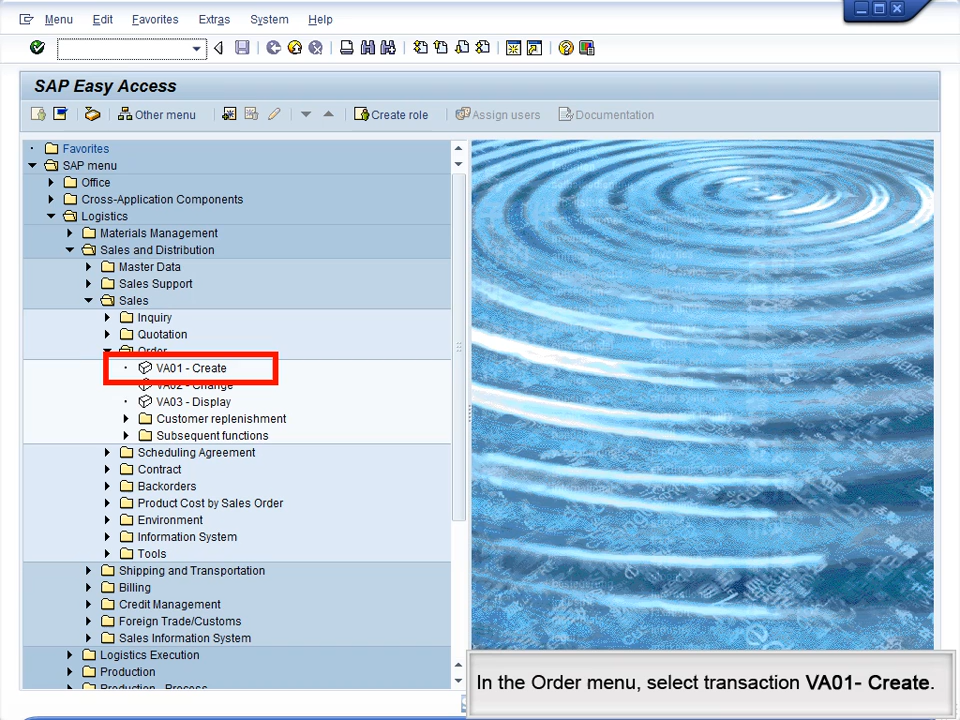 Menu Edit Favorites Extras System Help
SAP Easy Access
Other menu Create role Assign users Documentation
Favorites
SAP menu
Office
Cross-Application Components
Logistics
Materials Management
Sales and Distribution
Master Data
Sales Support
Sales
Inquiry
Quotation
Order
VA01 - Create
VA02 - Change
VA03 - Display
Customer replenishment
Subsequent functions
Scheduling Agreement
Contract
Backorders
Product Cost by Sales Order
Environment
Information System
Tools
Shipping and Transportation
Billing
Credit Management
Foreign Trade/Customs
Sales Information System
Logistics Execution
Production
Production - Process
In the Order menu, select transaction VA01- Create.